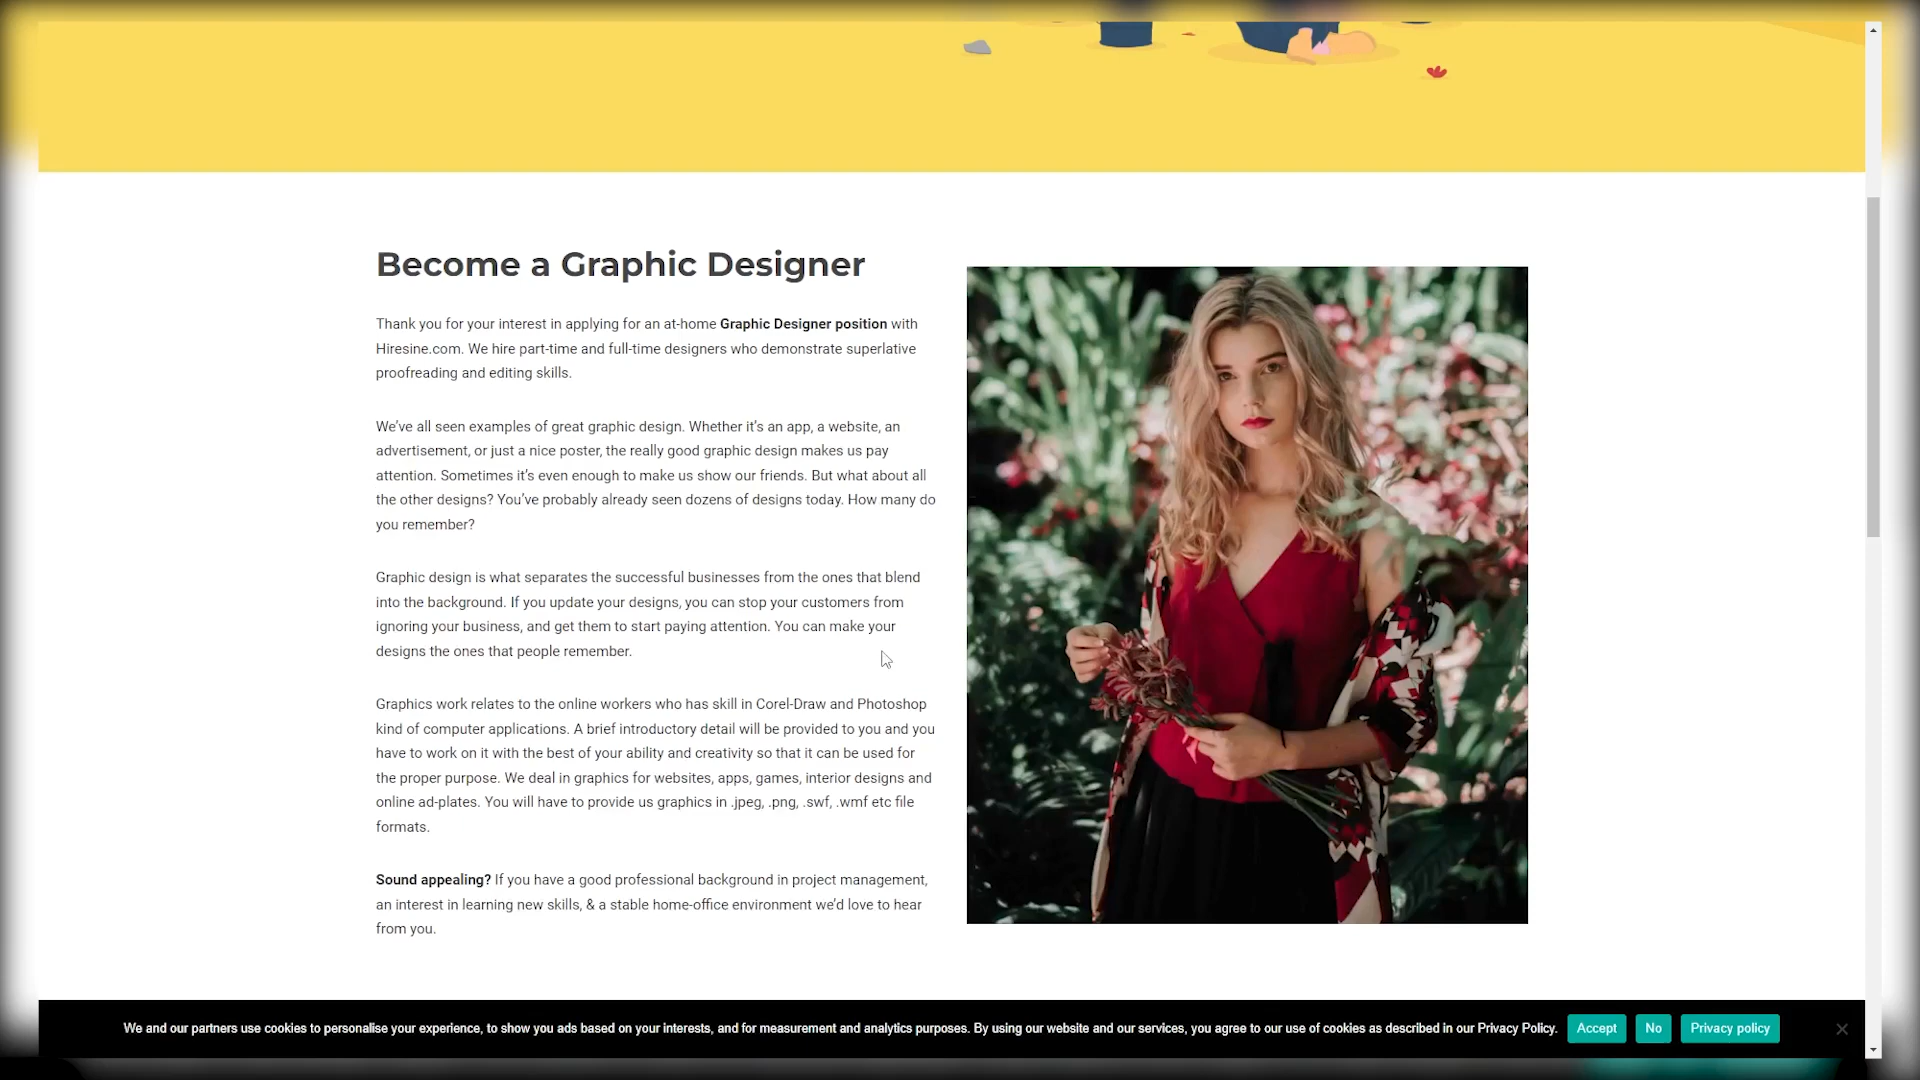 Become a Graphic Designer
Thank you for your interest in applying for an at-home Graphic Designer position with
Hiresine.com. We hire part-time and full-time designers who demonstrate superlative
proofreading and editing skills.
We’ve all seen examples of great graphic design. Whether it’s an app, a website, an
advertisement, or just a nice poster, the really good graphic design makes us pay
attention. Sometimes it’s even enough to make us show our friends. But what about all
the other designs? You’ve probably already seen dozens of designs today. How many do
you remember?
Graphic design is what separates the successful businesses from the ones that blend
into the background. If you update your designs, you can stop your customers from
ignoring your business, and get them to start paying attention. You can make your
designs the ones that people remember.
Graphics work relates to the online workers who has skill in Corel-Draw and Photoshop
kind of computer applications. A brief introductory detail will be provided to you and you
have to work on it with the best of your ability and creativity so that it can be used for
the proper purpose. We deal in graphics for websites, apps, games, interior designs and
online ad-plates. You will have to provide us graphics in .jpeg, .png, .swf, .wmf etc file
formats.
Sound appealing? If you have a good professional background in project management,
an interest in learning new skills, & a stable home-office environment we’d love to hear
from you.
We and our partners use cookies to personalise your experience, to show you ads based on your interests, and for measurement and analytics purposes. By using our website and our services, you agree to our use of cookies as described in our Privacy Policy. Accept No Privacy policy